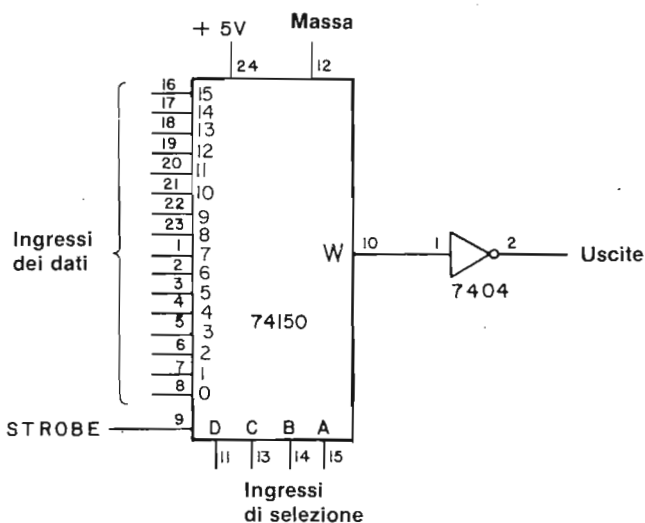 + 5V Massa
24 12
16 15
17 14
18 13
19 12
20 11
21 10
22 9
23 8
1 7
2 6
3 5
4 4
5 3
6 2
7 1
8 0
Ingressi
dei dati
W 10 1 2 Uscite
7404
74150
STROBE 9
D C B A
11 13 14 15
Ingressi
di selezione